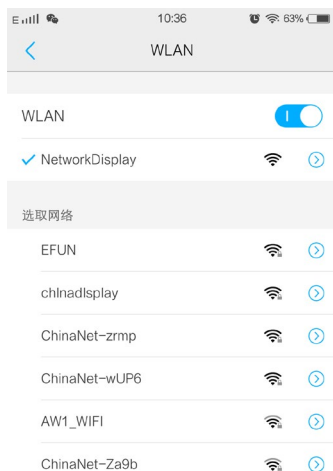 E 10:36 63%
WLAN
WLAN
NetworkDisplay
选取网络
EFUN
chInadIsplay
ChinaNet-zrmp
ChinaNet-wUP6
AW1_WIFI
ChinaNet-Za9b